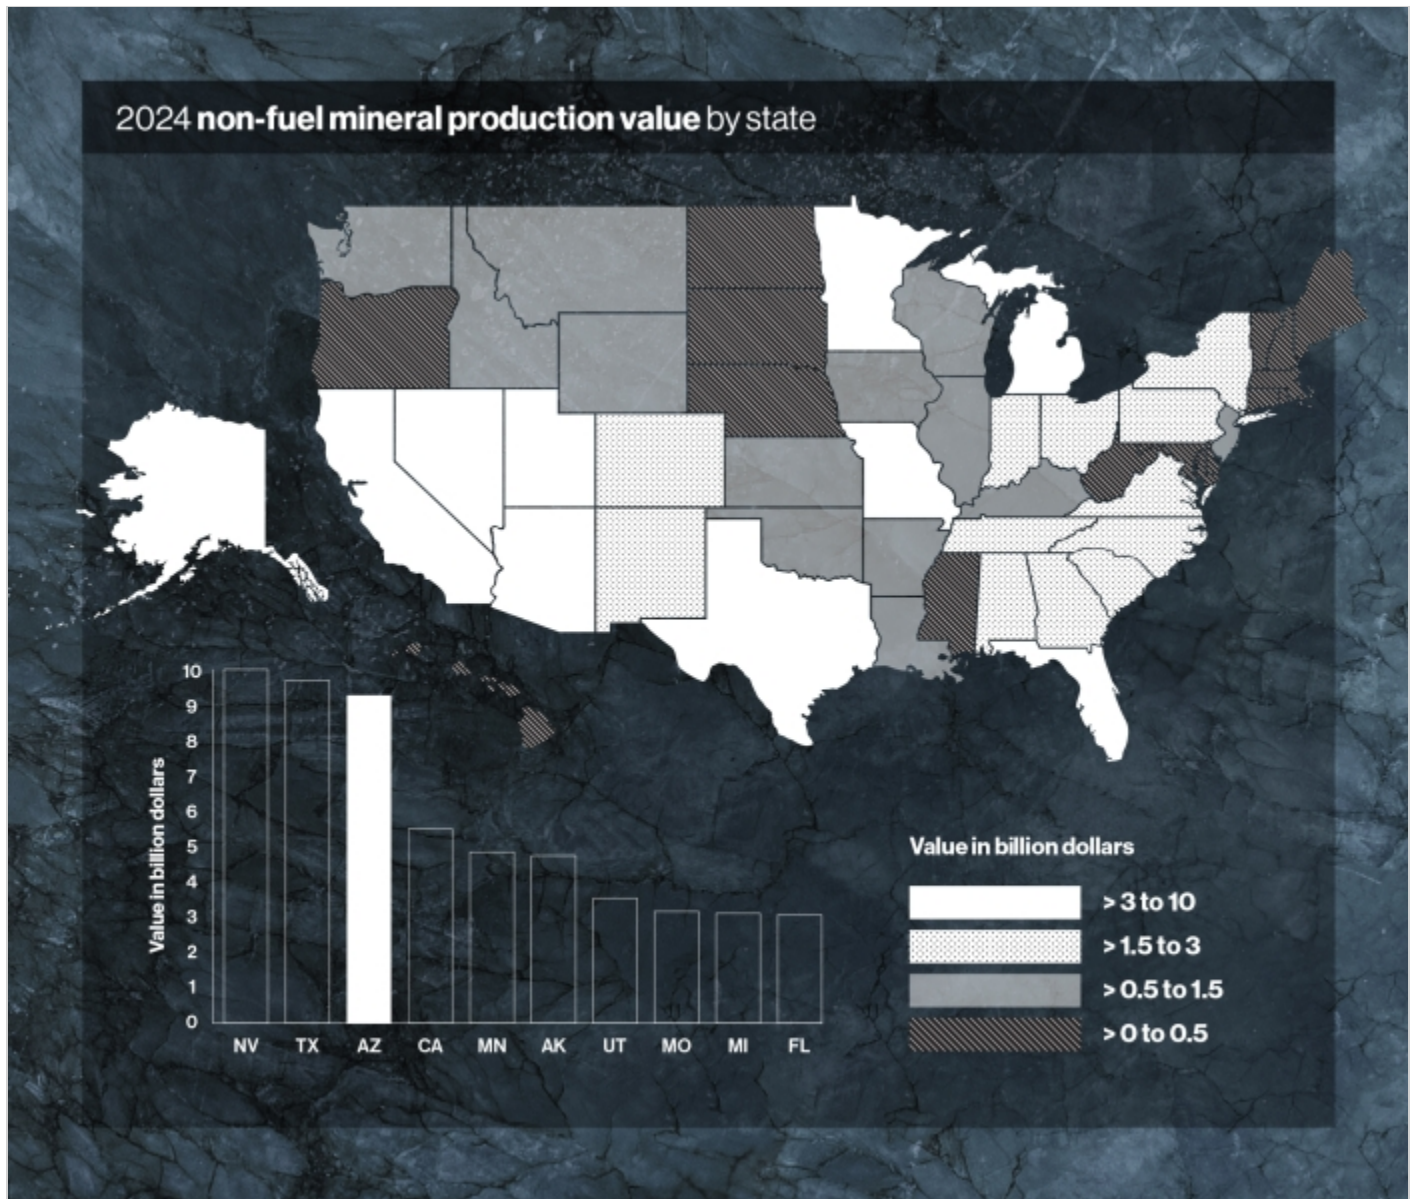 2024 non-fuel mineral production value by state
Value in billion dollars
10
9
8
7
6
5
4
3
2
1
0
NV TX AZ CA MN AK UT MO MI FL
Value in billion dollars
> 3 to 10
> 1.5 to 3
> 0.5 to 1.5
> 0 to 0.5